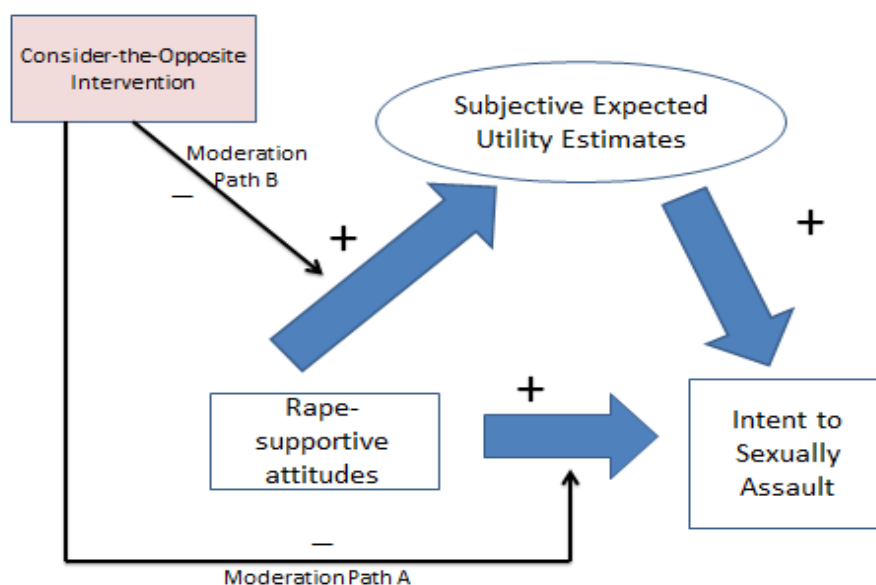 Consider-the-Opposite
Intervention
Subjective Expected
Utility Estimates
Moderation
Path B
—
+
+
Rape-
supportive
attitudes
+
Intent to
Sexually
Assault
—
Moderation Path A